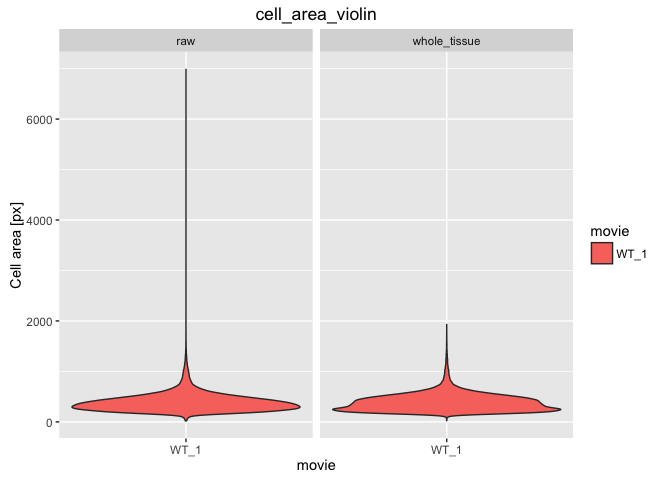 cell_area_violin
raw
whole_tissue
6000
4000
2000
0
Cell area [px]
WT_1
WT_1
movie
movie
WT_1